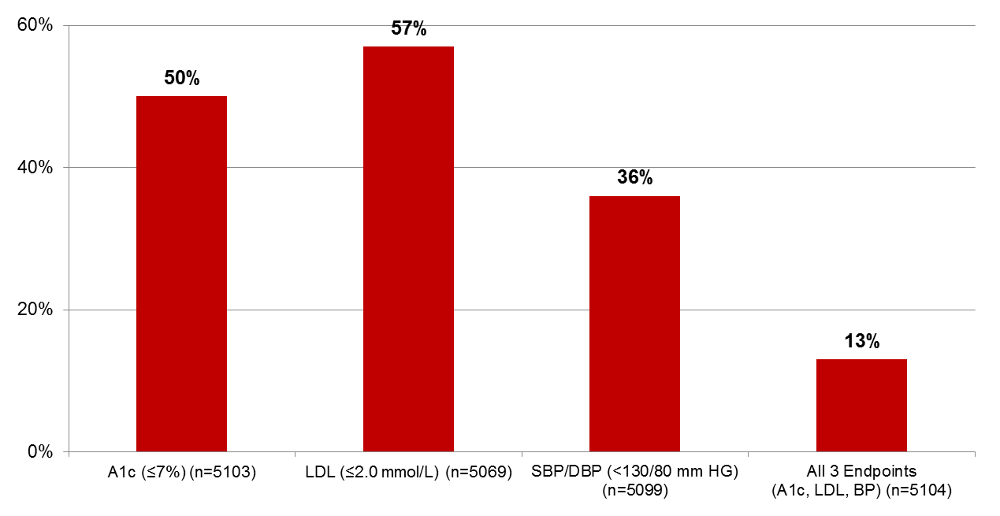 60%
57%
50%
40%
36%
20%
13%
0%
A1c (≤7%) (n=5103)
LDL (≤2.0 mmol/L) (n=5069)
SBP/DBP (<130/80 mm HG)
(n=5099)
All 3 Endpoints
(A1c, LDL, BP) (n=5104)